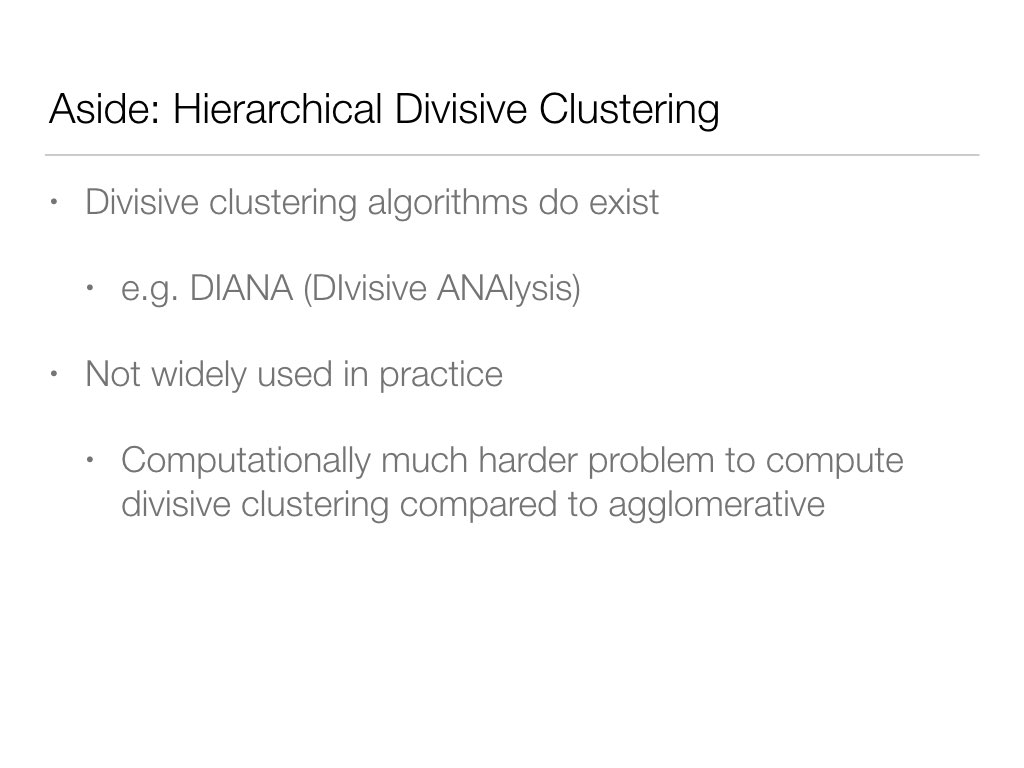 Aside: Hierarchical Divisive Clustering
• Divisive clustering algorithms do exist
• e.g. DIANA (DIvisive ANAlysis)
• Not widely used in practice
• Computationally much harder problem to compute
divisive clustering compared to agglomerative